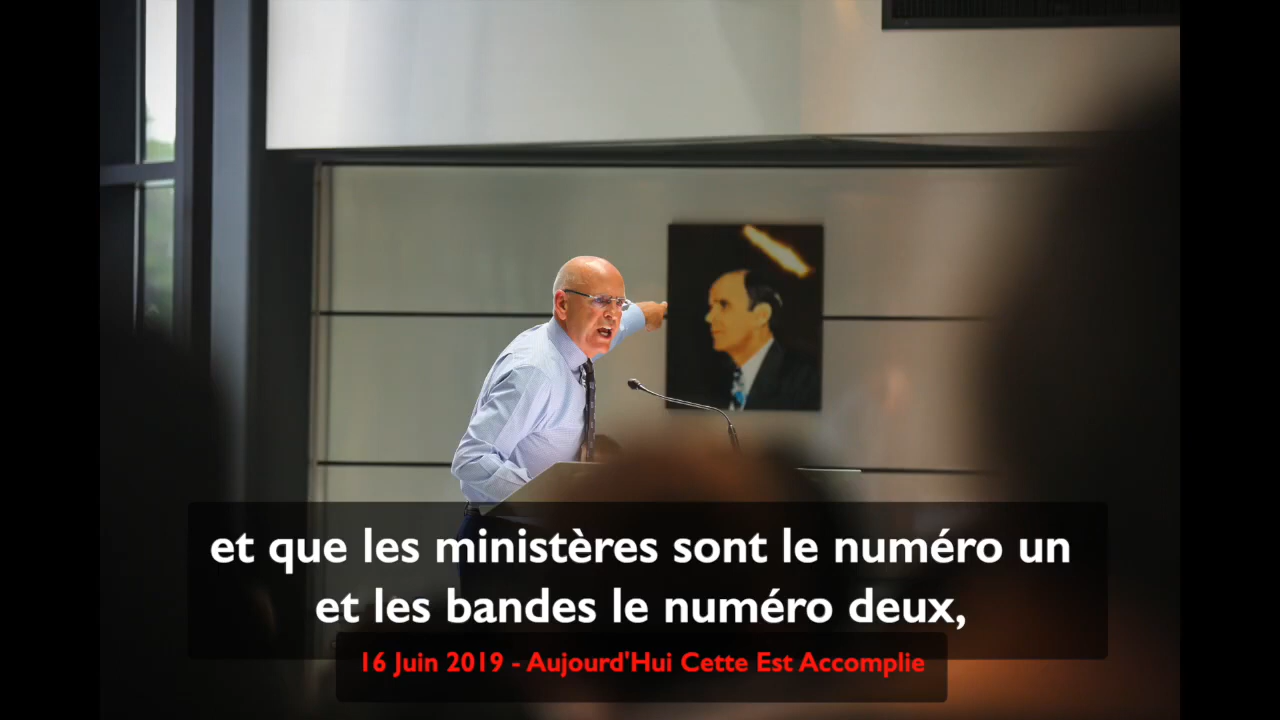 et que les ministères sont le numéro un
et les bandes le numéro deux,
16 Juin 2019 - Aujourd'Hui Cette Est Accomplie